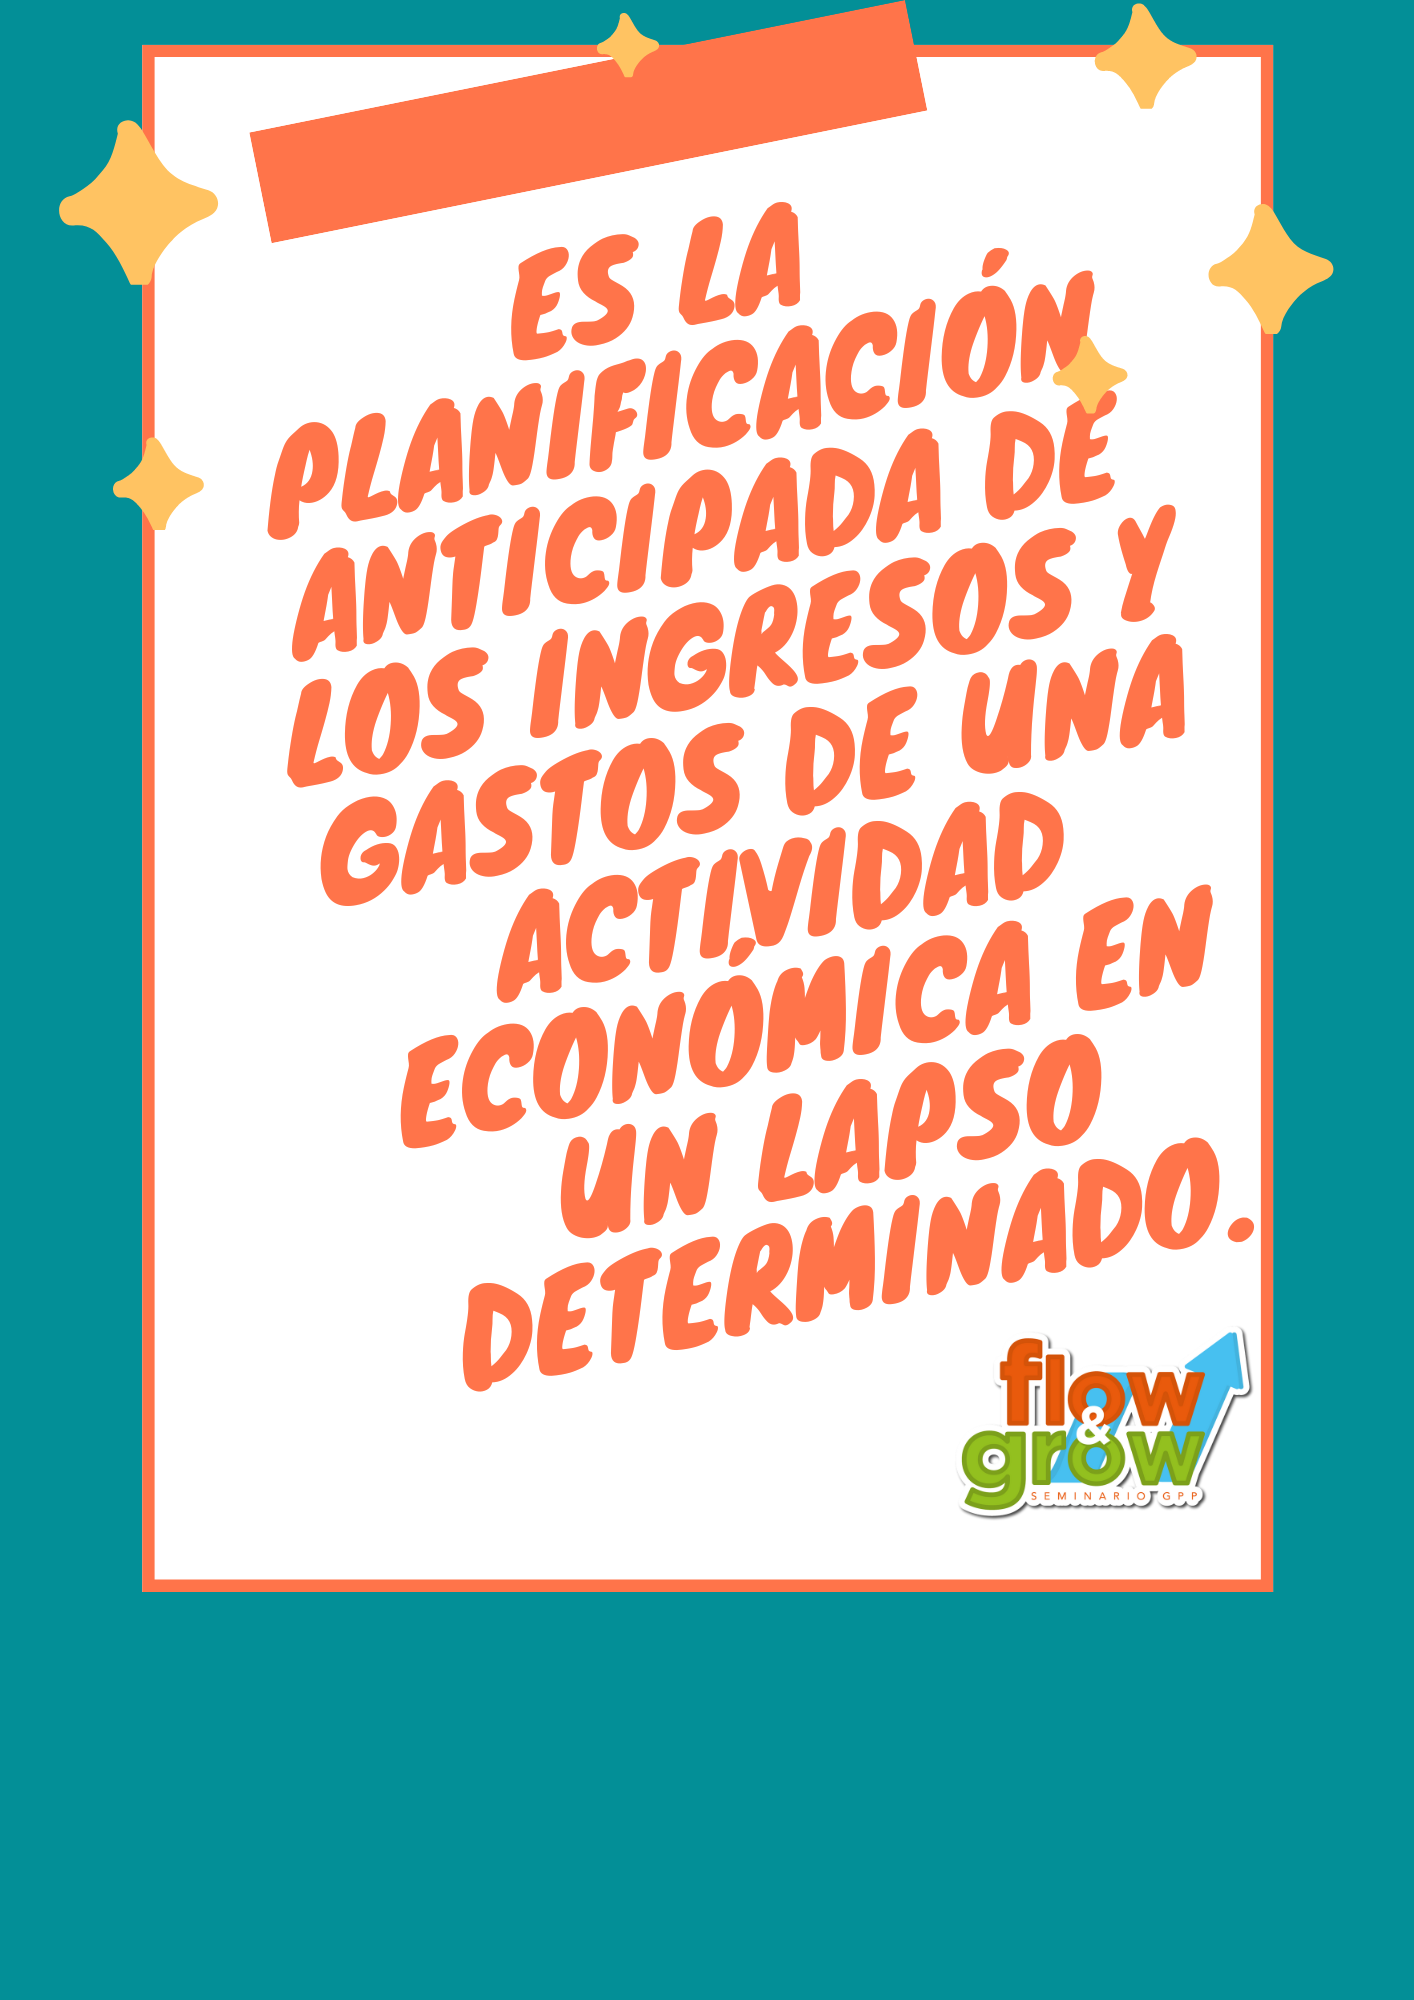 ES LA
PLANIFICACIÓN
ANTICIPADA DE
LOS INGRESOS Y
GASTOS DE UNA
ACTIVIDAD
ECONÓMICA EN
UN LAPSO
DETERMINADO.
flow
&
grow
SEMINARIO GPP